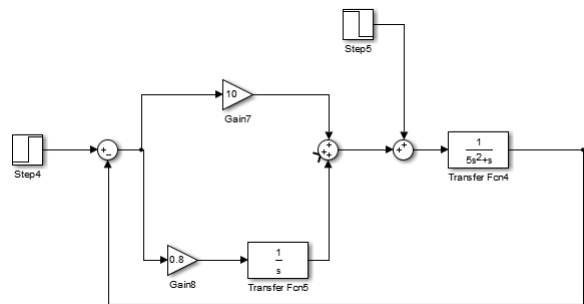 Step5
10
Gain7
Step4
1
5s²+s
Transfer Fcn4
0.8
Gain8
1
s
Transfer Fcn5